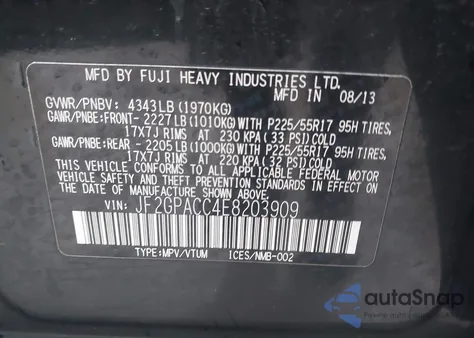 MFD BY FUJI HEAVY INDUSTRIES LTD.
GVWR/PNBV: 4343LB(1970KG) MFD IN 08/13
GAWR/PNBE:FRONT- 2227LB(1010KG) WITH P225/55R17 95H TIRES,
17X7J RIMS AT 230 KPA(33 PSI)COLD
GAWR/PNBE:REAR - 2205LB(1000KG) WITH P225/55R17 95H TIRES,
17X7J RIMS AT 220 KPA(32 PSI)COLD
THIS VEHICLE CONFORMS TO ALL APPLICABLE FEDERAL MOTOR
VEHICLE SAFETY AND THEFT PREVENTION STANDARDS IN EFFECT
ON THE DATE OF MANUFACTURE SHOWN ABOVE.
VIN: JF2GPACC4E8203909
TYPE:MPV/VTUM ICES/NMB-002
autoSnap